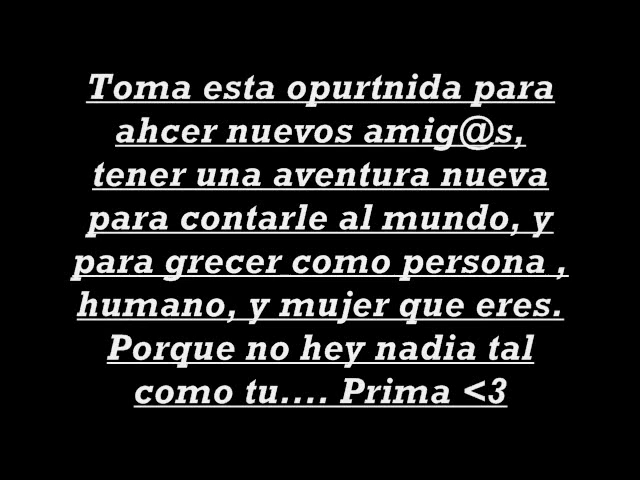 Toma esta opurtnida para
ahcer nuevos amig@s,
tener una aventura nueva
para contarle al mundo, y
para grecer como persona ,
humano, y mujer que eres.
Porque no hey nadia tal
como tu.... Prima <3